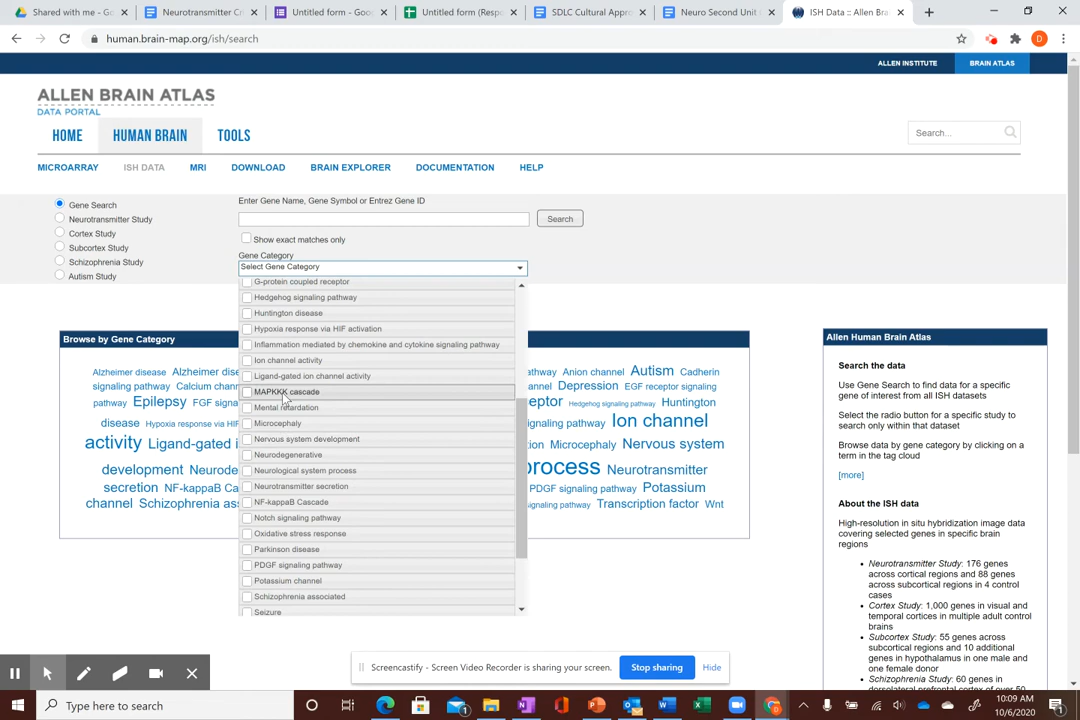 Shared with me - G
Neurotransmitter Cr
Untitled form - Goog
Untitled form (Respo
SDLC Cultural Appro
Neuro Second Unit
ISH Data :: Allen Brai
human.brain-map.org/ish/search
ALLEN INSTITUTE
BRAIN ATLAS
ALLEN BRAIN ATLAS
DATA PORTAL
HOME
HUMAN BRAIN
TOOLS
Search...
MICROARRAY
ISH DATA
MRI
DOWNLOAD
BRAIN EXPLORER
DOCUMENTATION
HELP
Gene Search
Neurotransmitter Study
Cortex Study
Subcortex Study
Schizophrenia Study
Autism Study
Enter Gene Name, Gene Symbol or Entrez Gene ID
Search
Show exact matches only
Gene Category
Select Gene Category
G-protein coupled receptor
Hedgehog signaling pathway
Huntington disease
Hypoxia response via HIF activation
Inflammation mediated by chemokine and cytokine signaling pathway
Ion channel activity
Ligand-gated ion channel activity
MAPKKK cascade
Mental retardation
Microcephaly
Nervous system development
Neurodegenerative
Neurological system process
Neurotransmitter secretion
NF-kappaB Cascade
Notch signaling pathway
Oxidative stress response
Parkinson disease
PDGF signaling pathway
Potassium channel
Schizophrenia associated
Seizure
Browse by Gene Category
Alzheimer disease Alzheimer dis
athway Anion channel Autism Cadherin
signaling pathway Calcium chann
annel Depression EGF receptor signaling
pathway Epilepsy FGF signa
eptor Hedgehog signaling pathway Huntington
disease Hypoxia response via HIF
ignaling pathway Ion channel
activity Ligand-gated i
tion Microcephaly Nervous system
development Neurode
process Neurotransmitter
secretion NF-kappaB Ca
PDGF signaling pathway Potassium
channel Schizophrenia ass
signaling pathway Transcription factor Wnt
Allen Human Brain Atlas
Search the data
Use Gene Search to find data for a specific
gene of interest from all ISH datasets
Select the radio button for a specific study to
search only within that dataset
Browse data by gene category by clicking on a
term in the tag cloud
[more]
About the ISH data
High-resolution in situ hybridization image data
covering selected genes in specific brain
regions
Neurotransmitter Study: 176 genes
across cortical regions and 88 genes
across subcortical regions in 4 control
cases
Cortex Study: 1,000 genes in visual and
temporal cortices in multiple adult control
brains
Subcortex Study: 55 genes across
subcortical regions and 10 additional
genes in hypothalamus in one male and
one female donor
Schizophrenia Study: 60 genes in
dorsolateral prefrontal cortex of over 50
Screencastify - Screen Video Recorder is sharing your screen.
Stop sharing
Hide
Type here to search
10:09 AM
10/6/2020